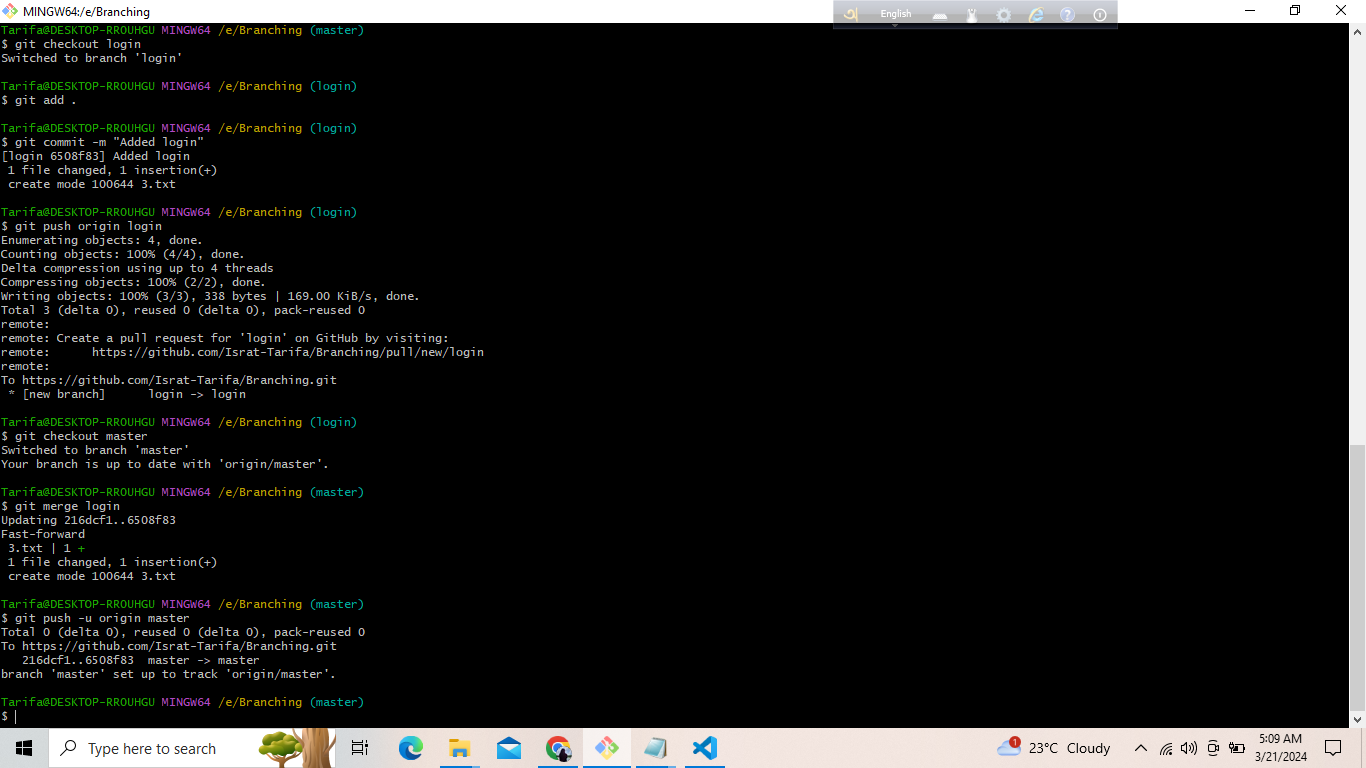 MINGW64:/e/Branching
English
Tarifa@DESKTOP-RROUHGU MINGW64 /e/Branching (master)
$ git checkout login
Switched to branch 'login'
Tarifa@DESKTOP-RROUHGU MINGW64 /e/Branching (login)
$ git add .
Tarifa@DESKTOP-RROUHGU MINGW64 /e/Branching (login)
$ git commit -m "Added login"
[login 6508f83] Added login
 1 file changed, 1 insertion(+)
 create mode 100644 3.txt
Tarifa@DESKTOP-RROUHGU MINGW64 /e/Branching (login)
$ git push origin login
Enumerating objects: 4, done.
Counting objects: 100% (4/4), done.
Delta compression using up to 4 threads
Compressing objects: 100% (2/2), done.
Writing objects: 100% (3/3), 338 bytes | 169.00 KiB/s, done.
Total 3 (delta 0), reused 0 (delta 0), pack-reused 0
remote:
remote: Create a pull request for 'login' on GitHub by visiting:
remote:      https://github.com/Israt-Tarifa/Branching/pull/new/login
remote:
To https://github.com/Israt-Tarifa/Branching.git
 * [new branch]      login -> login
Tarifa@DESKTOP-RROUHGU MINGW64 /e/Branching (login)
$ git checkout master
Switched to branch 'master'
Your branch is up to date with 'origin/master'.
Tarifa@DESKTOP-RROUHGU MINGW64 /e/Branching (master)
$ git merge login
Updating 216dcf1..6508f83
Fast-forward
 3.txt | 1 +
 1 file changed, 1 insertion(+)
 create mode 100644 3.txt
Tarifa@DESKTOP-RROUHGU MINGW64 /e/Branching (master)
$ git push -u origin master
Total 0 (delta 0), reused 0 (delta 0), pack-reused 0
To https://github.com/Israt-Tarifa/Branching.git
   216dcf1..6508f83  master -> master
branch 'master' set up to track 'origin/master'.
Tarifa@DESKTOP-RROUHGU MINGW64 /e/Branching (master)
$
Type here to search
1
23°C Cloudy
5:09 AM
3/21/2024